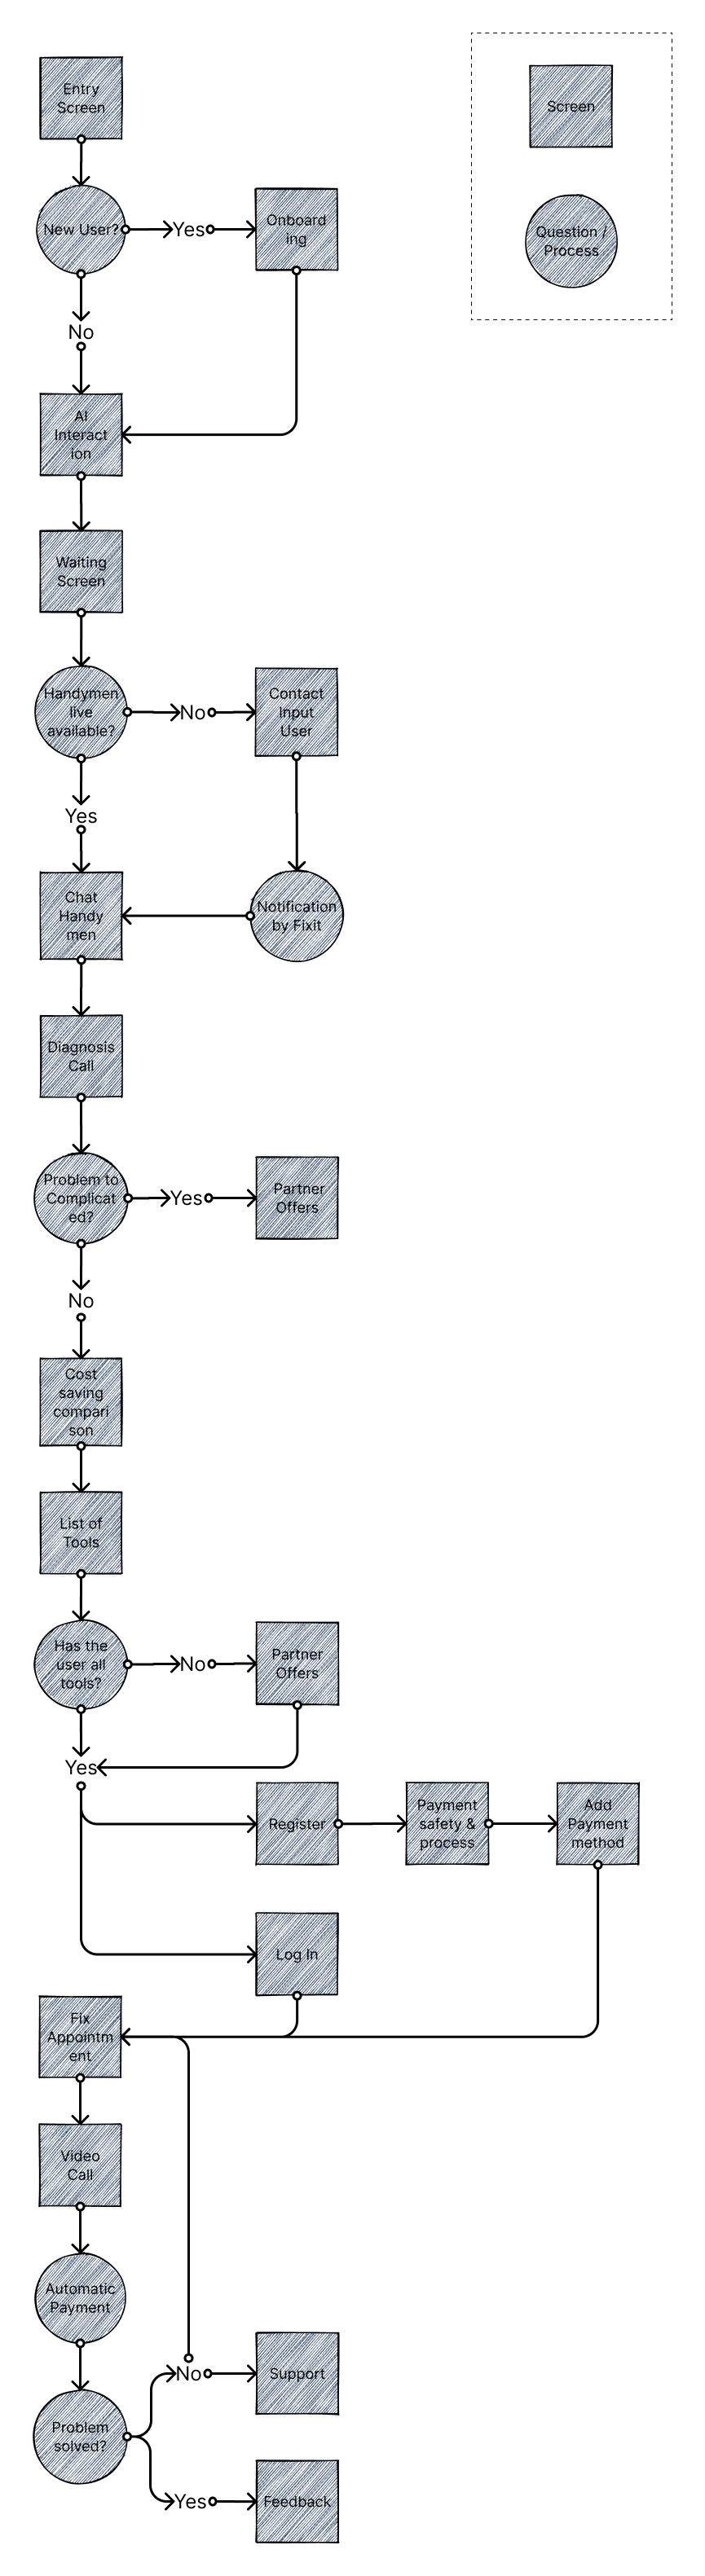 Entry
Screen
Screen
New User?
Yes
Onboard
ing
Question /
Process
No
AI
Interact
ion
Waiting
Screen
Handymen
live
available?
No
Contact
Input
User
Yes
Chat
Handy
men
Notification
by Fixit
Diagnosis
Call
Problem to
Complicat
ed?
Yes
Partner
Offers
No
Cost
saving
compari
son
List of
Tools
Has the
user all
tools?
No
Partner
Offers
Yes
Register
Payment
safety &
process
Add
Payment
method
Log In
Fix
Appointm
ent
Video
Call
Automatic
Payment
No
Support
Problem
solved?
Yes
Feedback